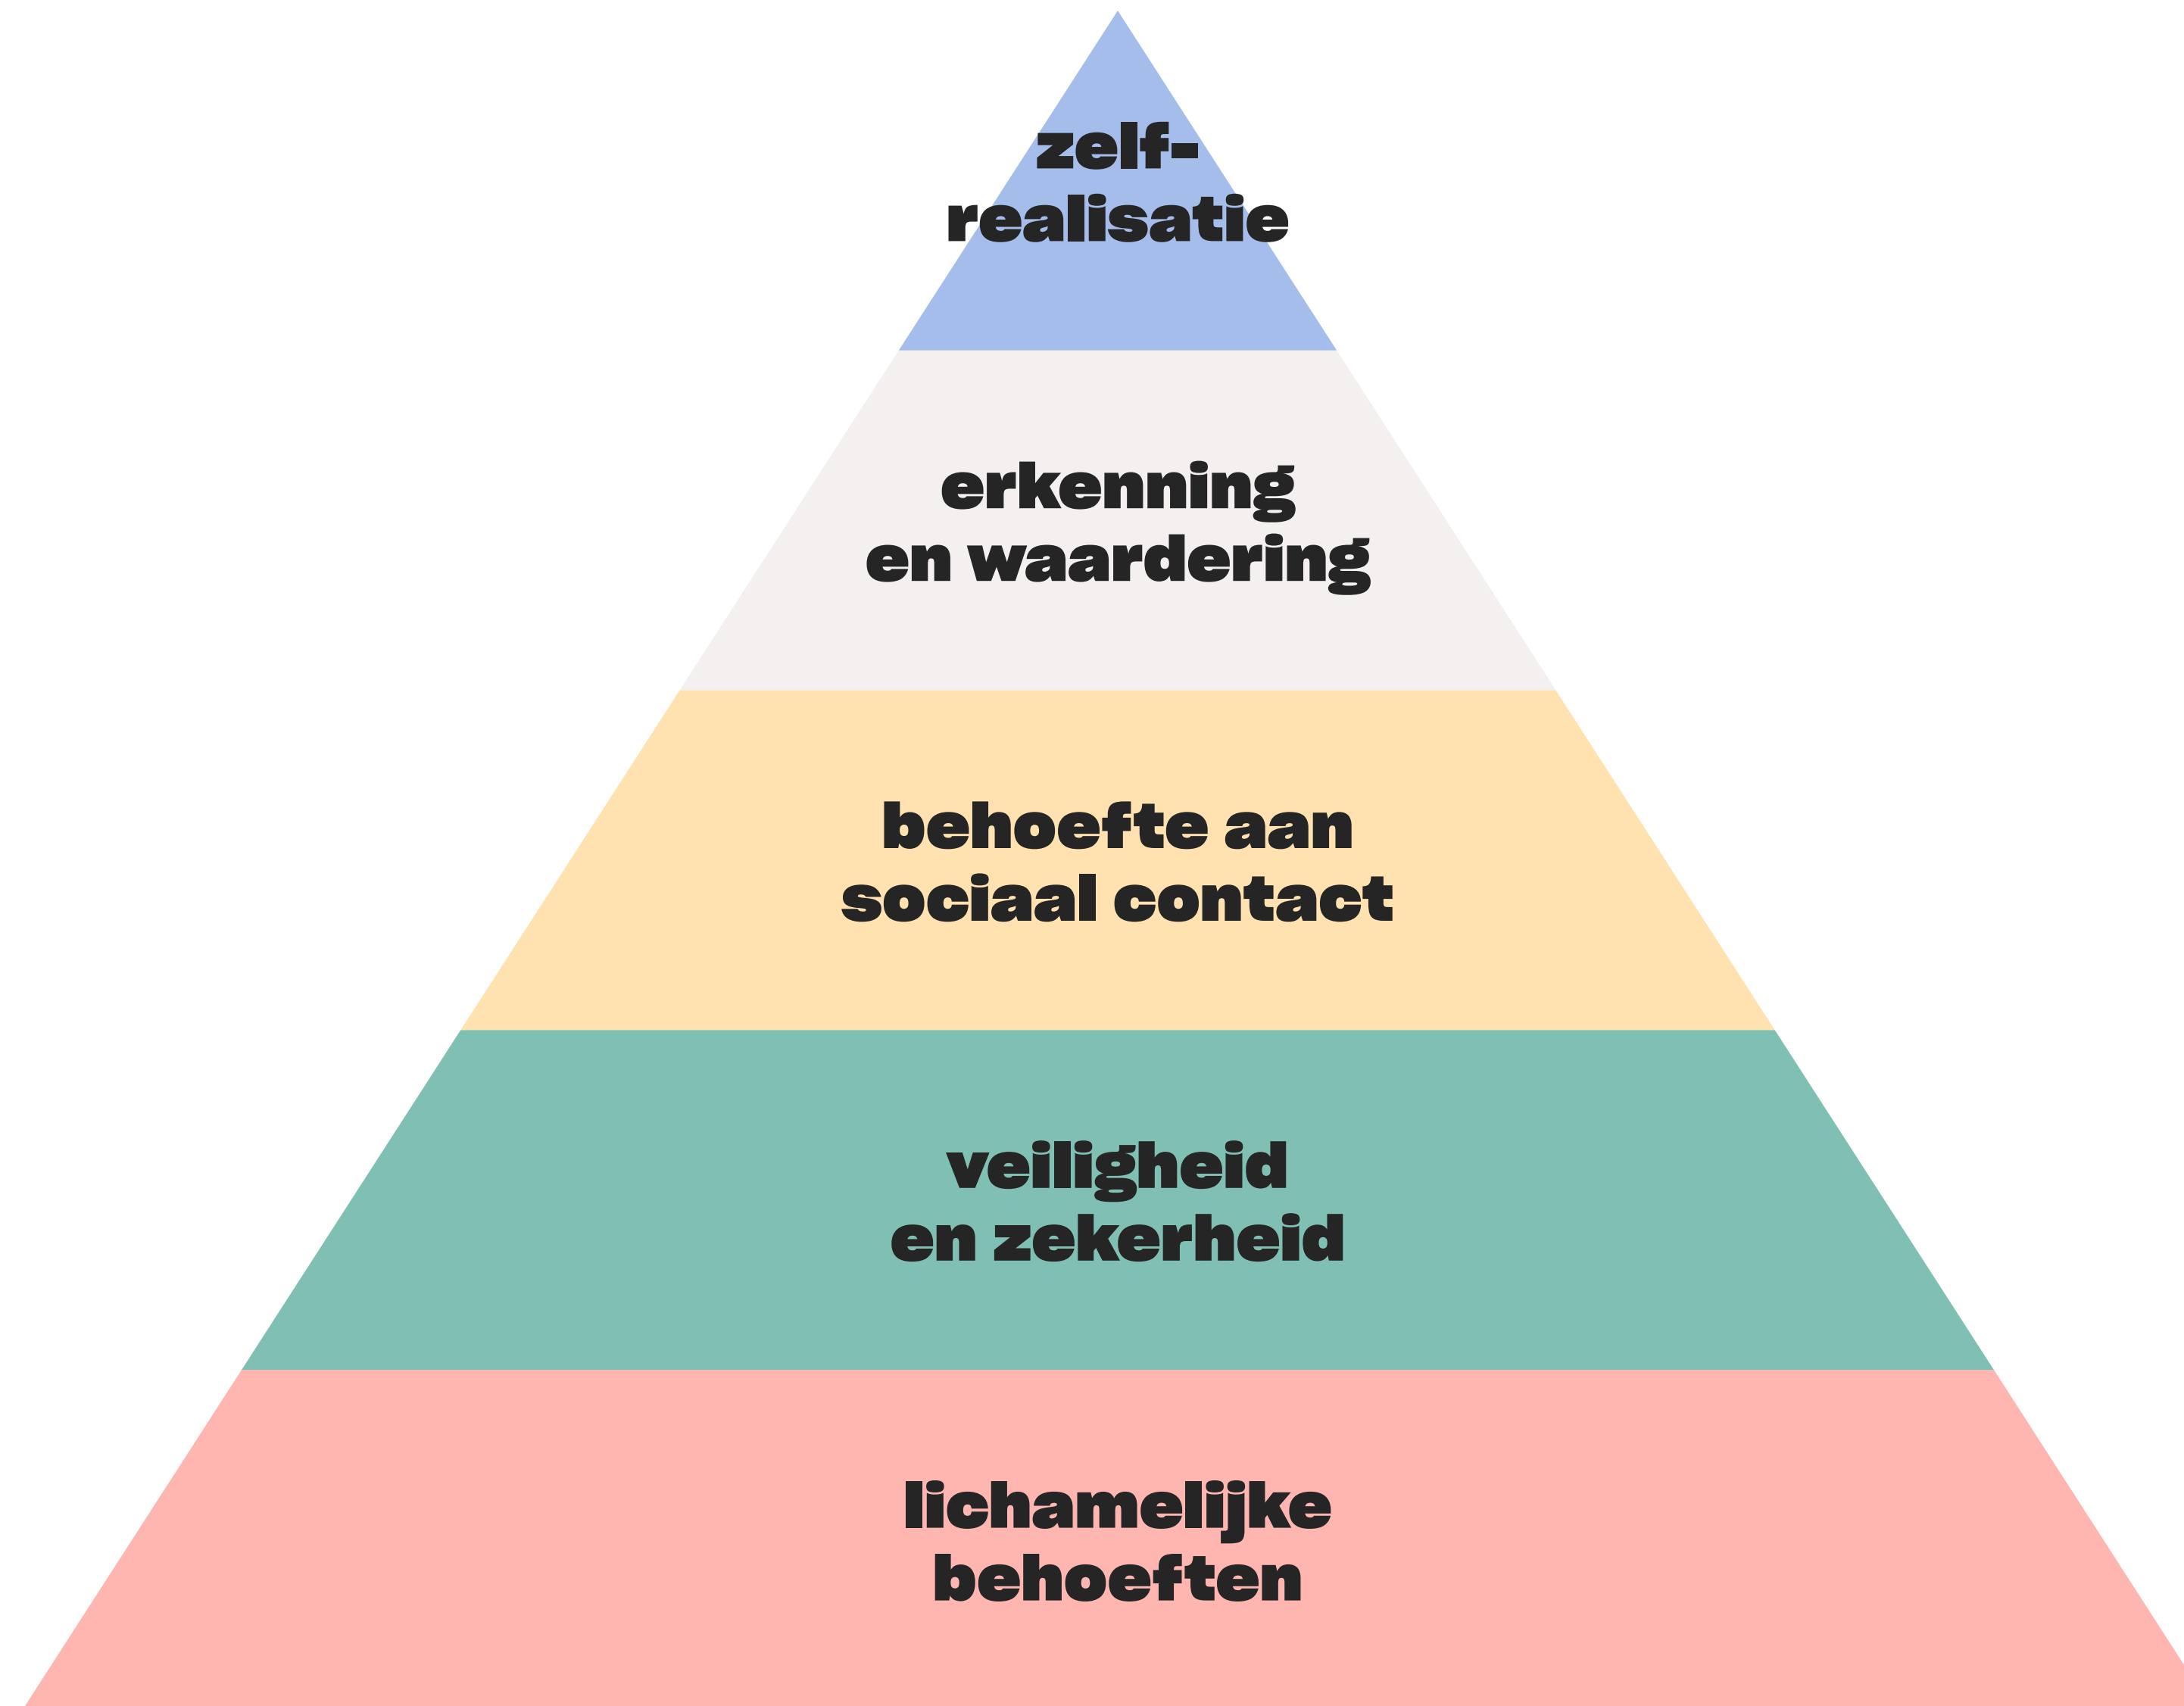 zelf-
realisatie
erkenning
en waardering
behoefte aan
sociaal contact
veiligheid
en zekerheid
lichamelijke
behoeften